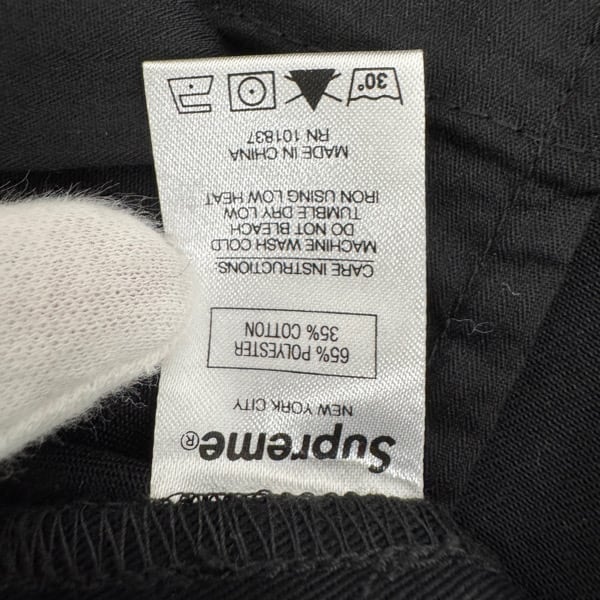 Supreme®
NEW YORK CITY
65% POLYESTER
35% COTTON
CARE INSTRUCTIONS:
MACHINE WASH COLD
DO NOT BLEACH
TUMBLE DRY LOW
IRON USING LOW HEAT
MADE IN CHINA
RN 101837
30°